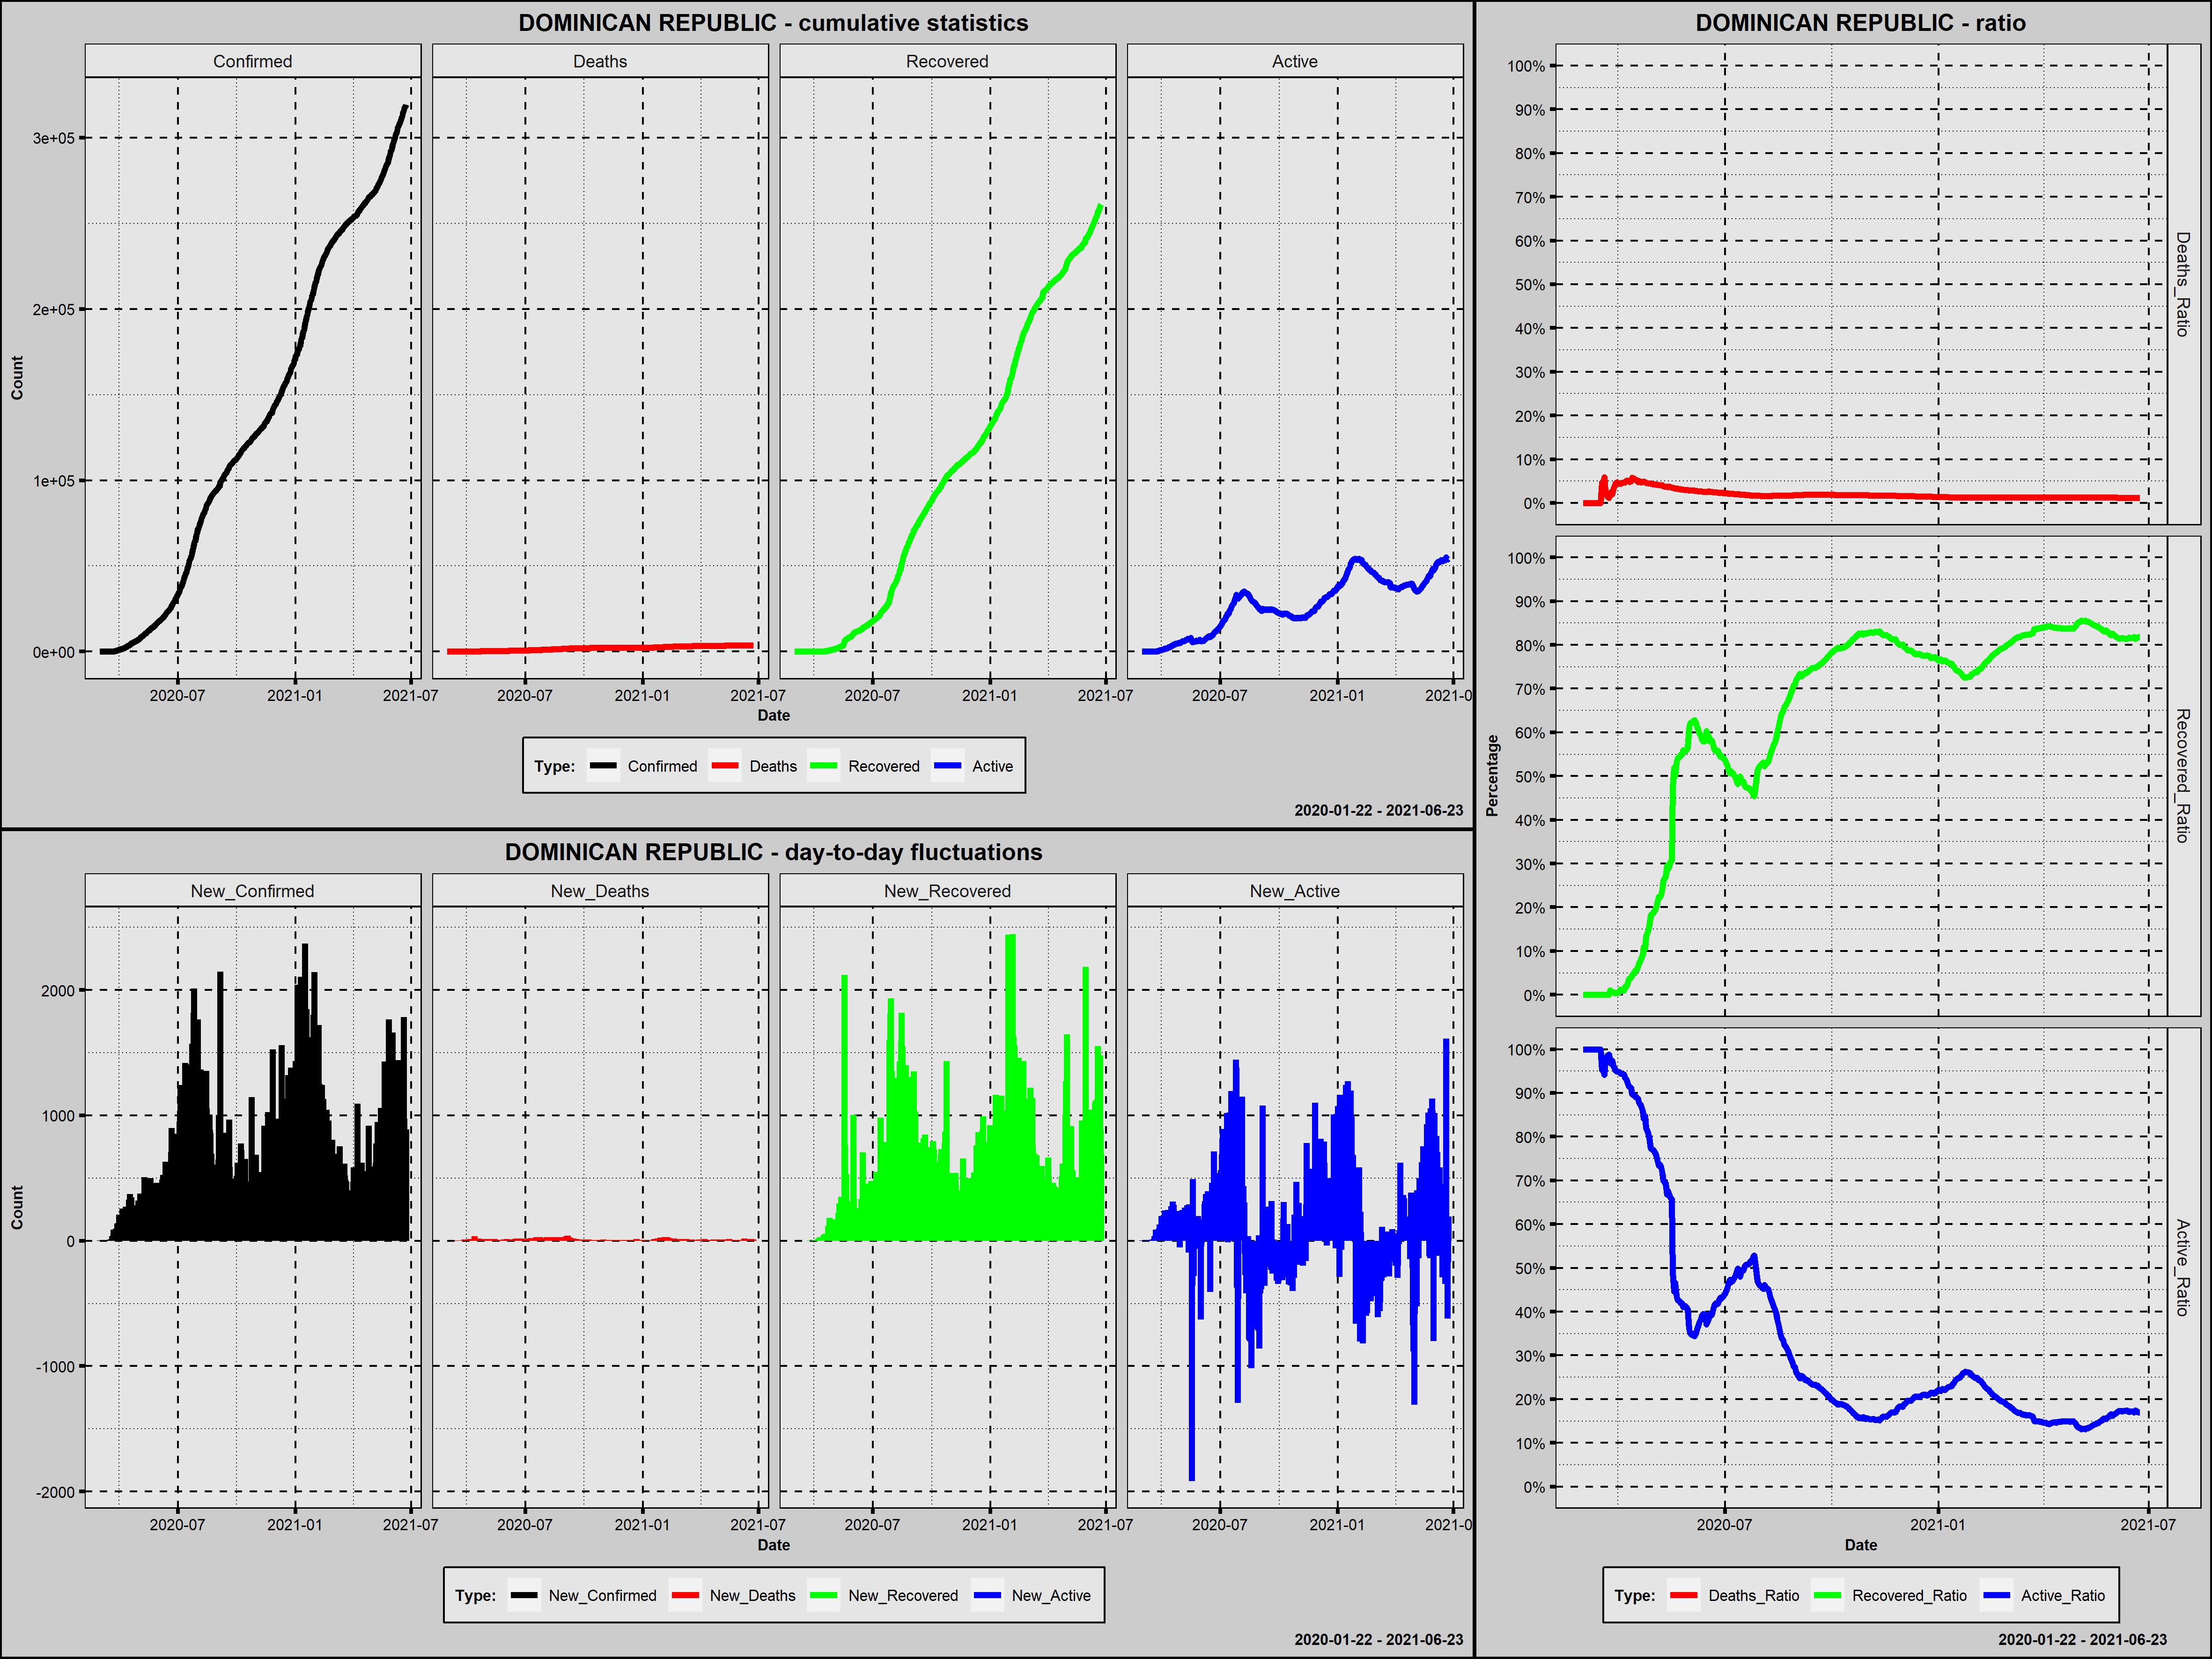 DOMINICAN REPUBLIC - cumulative statistics
Confirmed Deaths Recovered Active
Count
3e+05
2e+05
1e+05
0e+00
2020-07 2021-01 2021-07 2020-07 2021-01 2021-07 2020-07 2021-01 2021-07 2020-07 2021-01 2021-0
Date
Type: Confirmed Deaths Recovered Active
2020-01-22 - 2021-06-23
DOMINICAN REPUBLIC - day-to-day fluctuations
New_Confirmed New_Deaths New_Recovered New_Active
Count
2000
1000
0
-1000
-2000
2020-07 2021-01 2021-07 2020-07 2021-01 2021-07 2020-07 2021-01 2021-07 2020-07 2021-01 2021-0
Date
Type: New_Confirmed New_Deaths New_Recovered New_Active
2020-01-22 - 2021-06-23
DOMINICAN REPUBLIC - ratio
Percentage
100%
90%
80%
70%
60%
50%
40%
30%
20%
10%
0%
Deaths_Ratio
100%
90%
80%
70%
60%
50%
40%
30%
20%
10%
0%
Recovered_Ratio
100%
90%
80%
70%
60%
50%
40%
30%
20%
10%
0%
Active_Ratio
2020-07 2021-01 2021-07
Date
Type: Deaths_Ratio Recovered_Ratio Active_Ratio
2020-01-22 - 2021-06-23